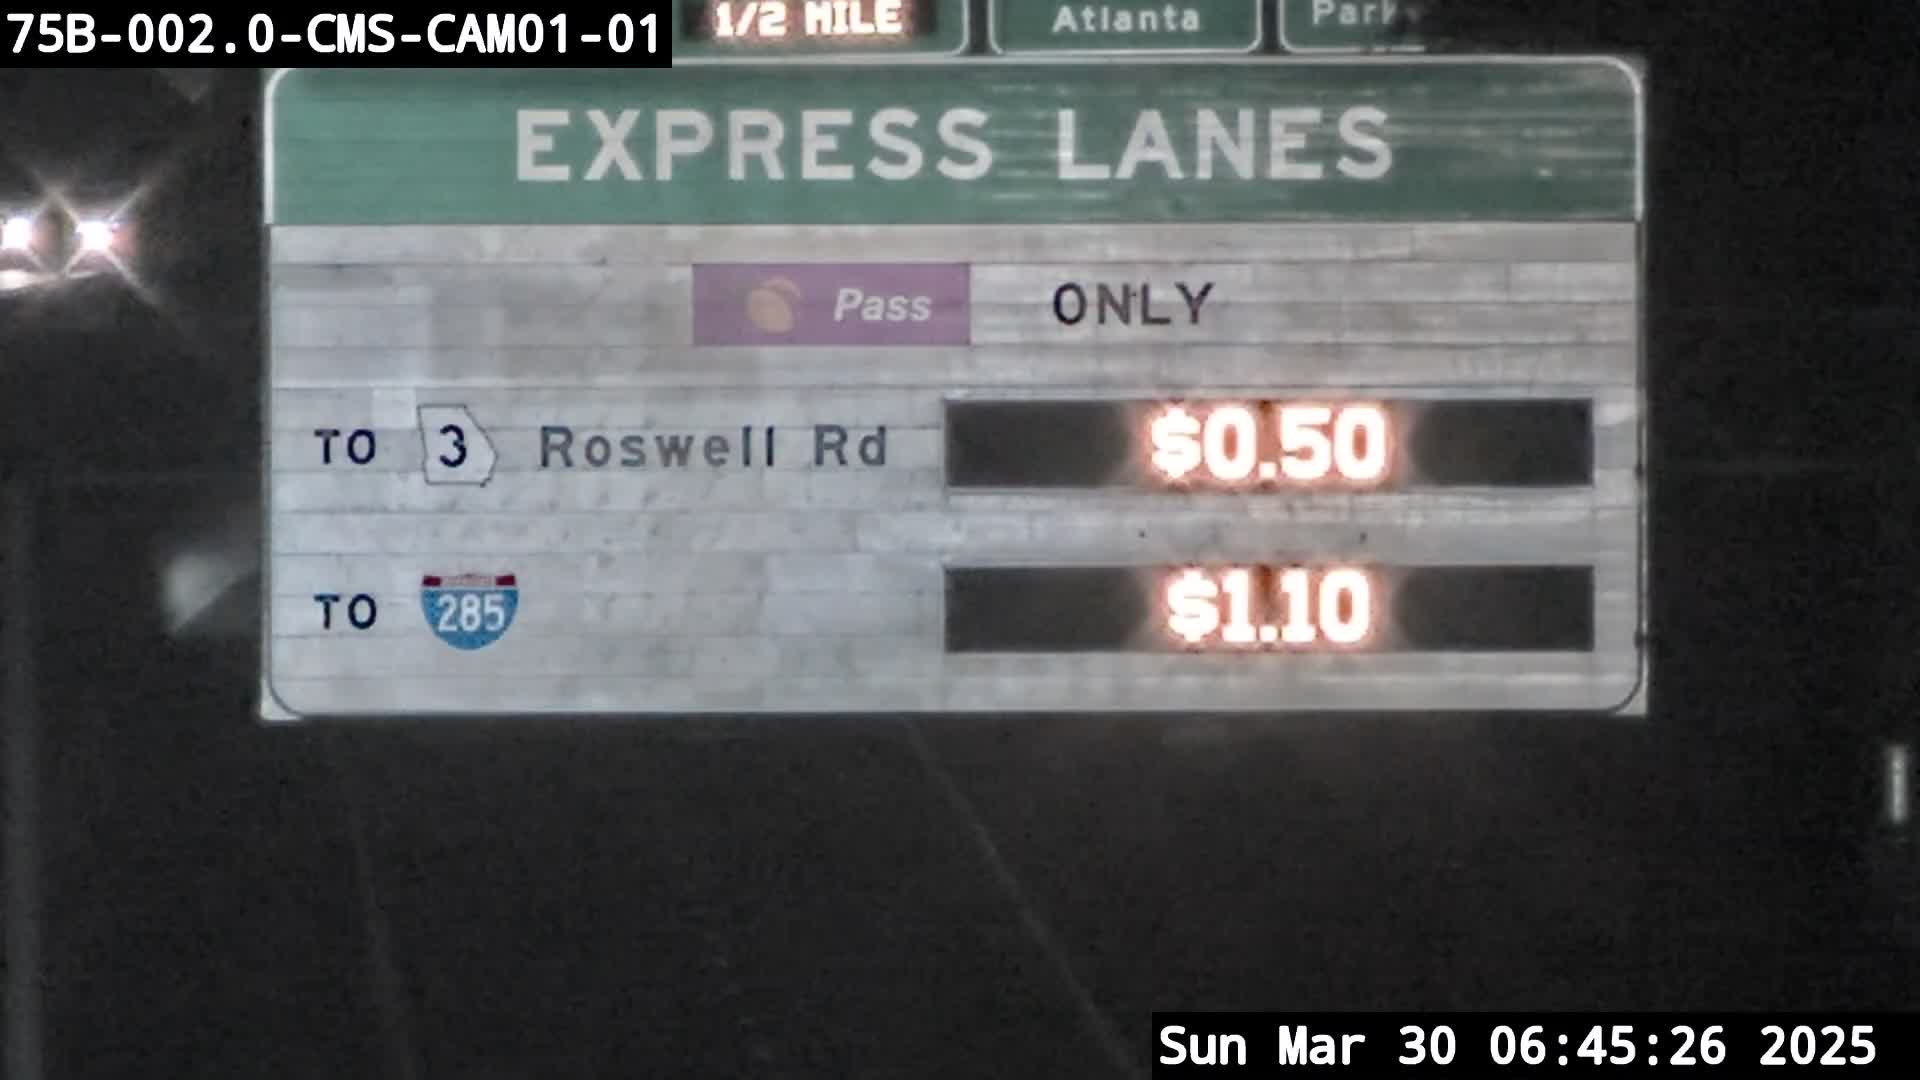 75B-002.0-CMS-CAM01-01
1/2 MILE
Atlanta
EXPRESS LANES
Pass ONLY
TO 3 Roswell Rd $0.50
TO 285 $1.10
Sun Mar 30 06:45:26 2025